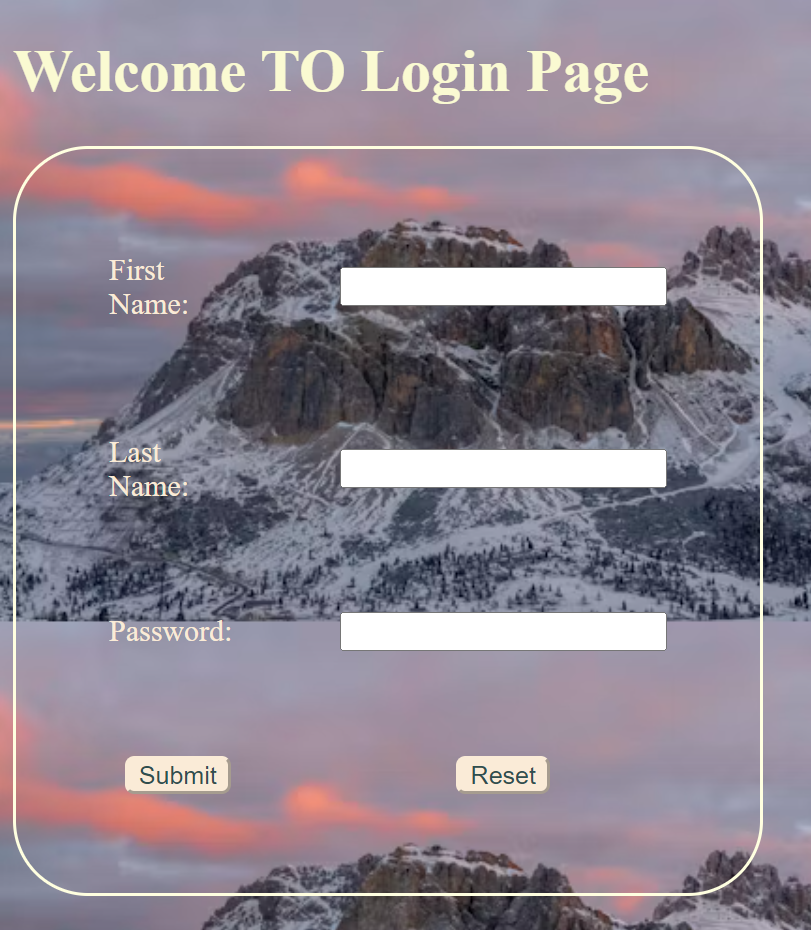 Welcome TO Login Page
First
Name:
Last
Name:
Password:
Submit Reset